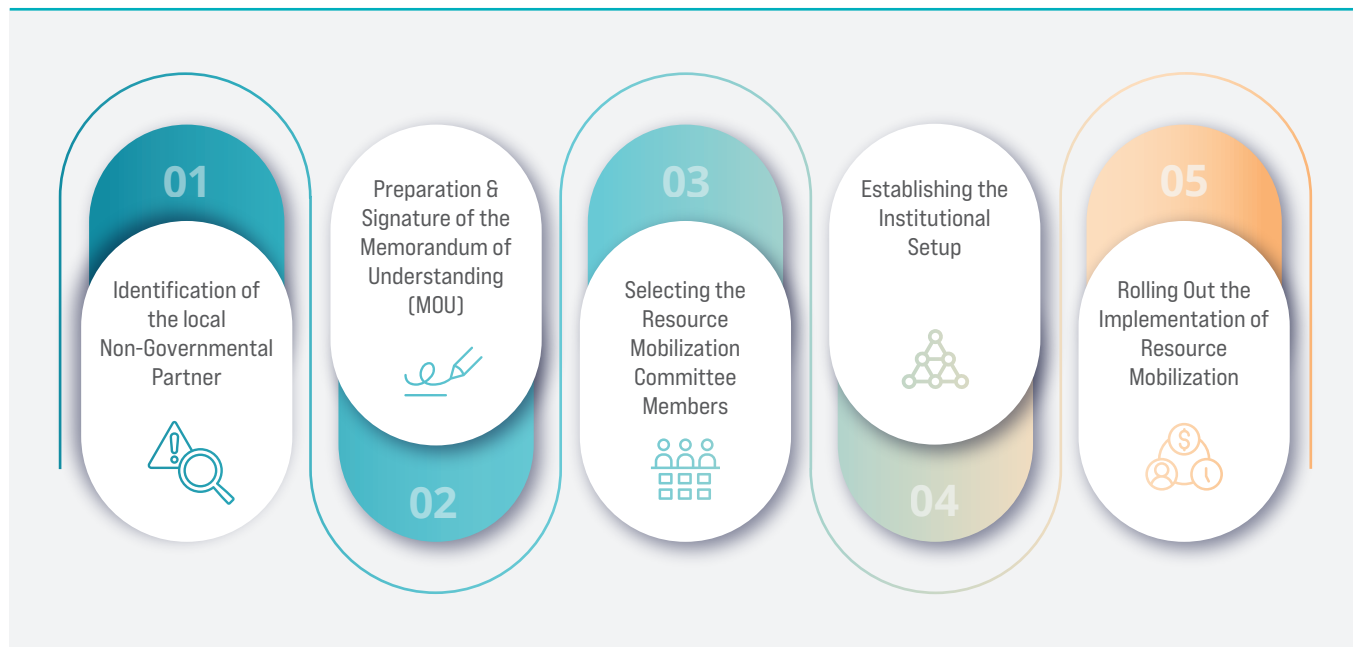 01
Identification of
the local
Non-Governmental
Partner
Preparation &
Signature of the
Memorandum of
Understanding
(MOU)
02
03
Selecting the
Resource
Mobilization
Committee
Members
Establishing the
Institutional
Setup
04
05
Rolling Out the
Implementation of
Resource
Mobilization
$